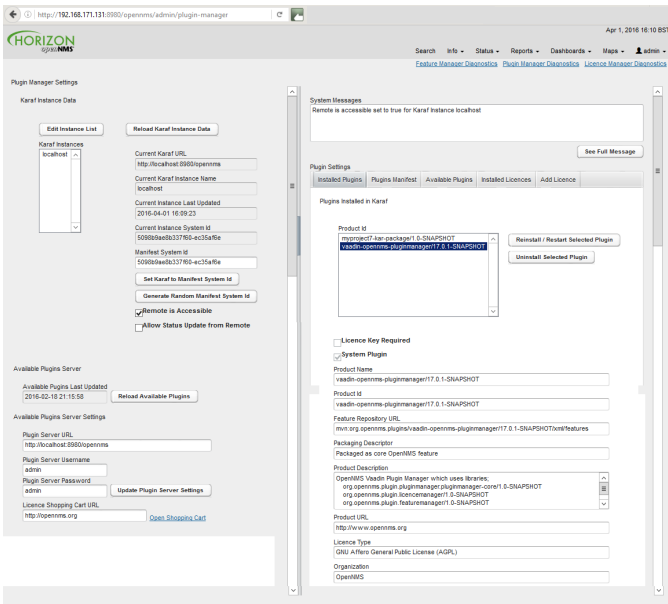 http://192.168.171.131:8980/opennms/admin/plugin-manager
Apr 1, 2016 16:10 BST
HORIZON
openNMS
Search Info Status Reports Dashboards Maps admin
Feature Manager Diagnostics Plugin Manager Diagnostics Licence Manager Diagnostics
Plugin Manager Settings
Karaf Instance Data
Edit Instance List
Reload Karaf Instance Data
Karaf Instances
localhost
Current Karaf URL
http://localhost:8980/opennms
Current Karaf Instance Name
localhost
Current Instance Last Updated
2016-04-01 16:09:23
Current Instance System Id
5098b9ae8b337f60-ec35af6e
Manifest System Id
5098b9ae8b337f60-ec35af6e
Set Karaf to Manifest System Id
Generate Random Manifest System Id
Remote is Accessible
Allow Status Update from Remote
Available Plugins Server
Available Pugins Last Updated
2016-02-18 21:15:58
Reload Available Plugins
Available Plugins Server Settings
Plugin Server URL
http://localhost:8980/opennms
Plugin Server Username
admin
Plugin Server Password
admin
Update Plugin Server Settings
Licence Shopping Cart URL
http://opennms.org
Open Shopping Cart
System Messages
Remote is accessible set to true for Karaf Instance localhost
See Full Message
Plugin Settings
Installed Plugins Plugins Manifest Available Plugins Installed Licences Add Licence
Plugins Installed in Karaf
Product Id
myproject7-kar-package/1.0-SNAPSHOT
vaadin-opennms-pluginmanager/17.0.1-SNAPSHOT
Reinstall / Restart Selected Plugin
Uninstall Selected Plugin
Licence Key Required
System Plugin
Product Name
vaadin-opennms-pluginmanager/17.0.1-SNAPSHOT
Product Id
vaadin-opennms-pluginmanager/17.0.1-SNAPSHOT
Feature Repository URL
mvn:org.opennms.plugins/vaadin-opennms-pluginmanager/17.0.1-SNAPSHOT/xml/features
Packaging Descriptor
Packaged as core OpenNMS feature
Product Description
OpenNMS Vaadin Plugin Manager which uses libraries;
org.opennms.plugin.pluginmanager.pluginmanager-core/1.0-SNAPSHOT
org.opennms.plugin.licencemanager/1.0-SNAPSHOT
org.opennms.plugin.featuremanager/1.0-SNAPSHOT
Product URL
http://www.opennms.org
Licence Type
GNU Affero General Public License (AGPL)
Organization
OpenNMS